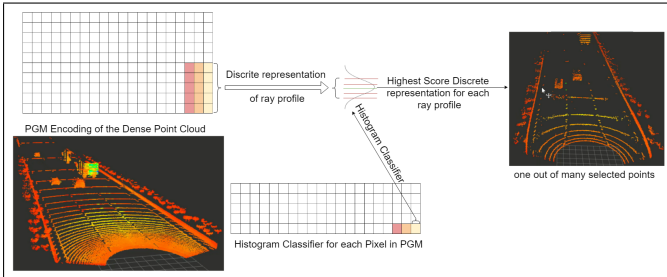 Discrite representation
of ray profile
Highest Score Discrete
representation for each
ray profile
PGM Encoding of the Dense Point Cloud
Histogram Classifier
one out of many selected points
Histogram Classifier for each Pixel in PGM